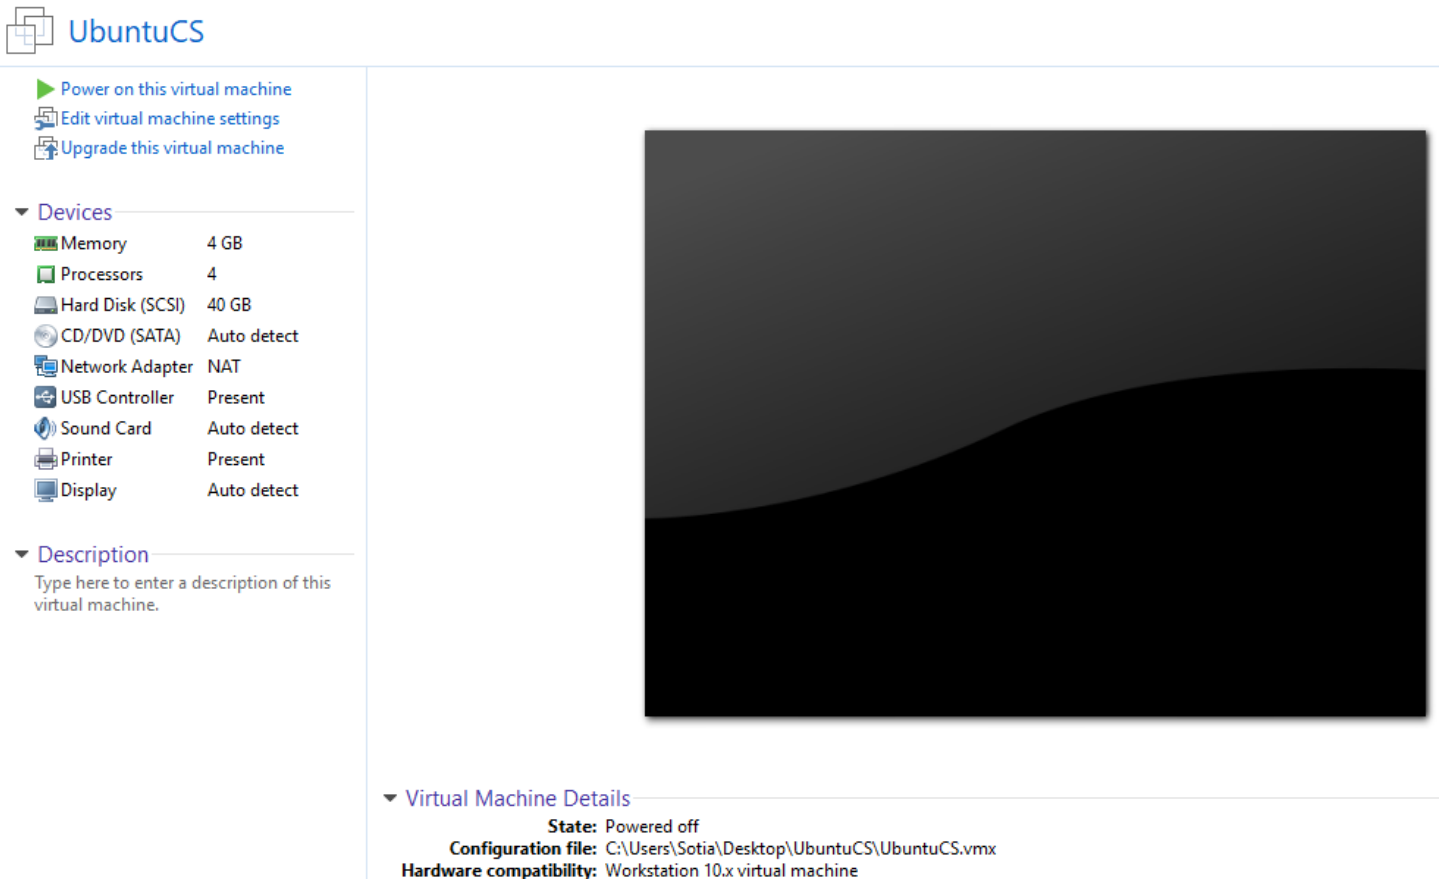 UbuntuCS
Power on this virtual machine
Edit virtual machine settings
Upgrade this virtual machine
Devices
Memory 4 GB
Processors 4
Hard Disk (SCSI) 40 GB
CD/DVD (SATA) Auto detect
Network Adapter NAT
USB Controller Present
Sound Card Auto detect
Printer Present
Display Auto detect
Description
Type here to enter a description of this
virtual machine.
Virtual Machine Details
State: Powered off
Configuration file: C:\Users\Sotia\Desktop\UbuntuCS\UbuntuCS.vmx
Hardware compatibility: Workstation 10.x virtual machine